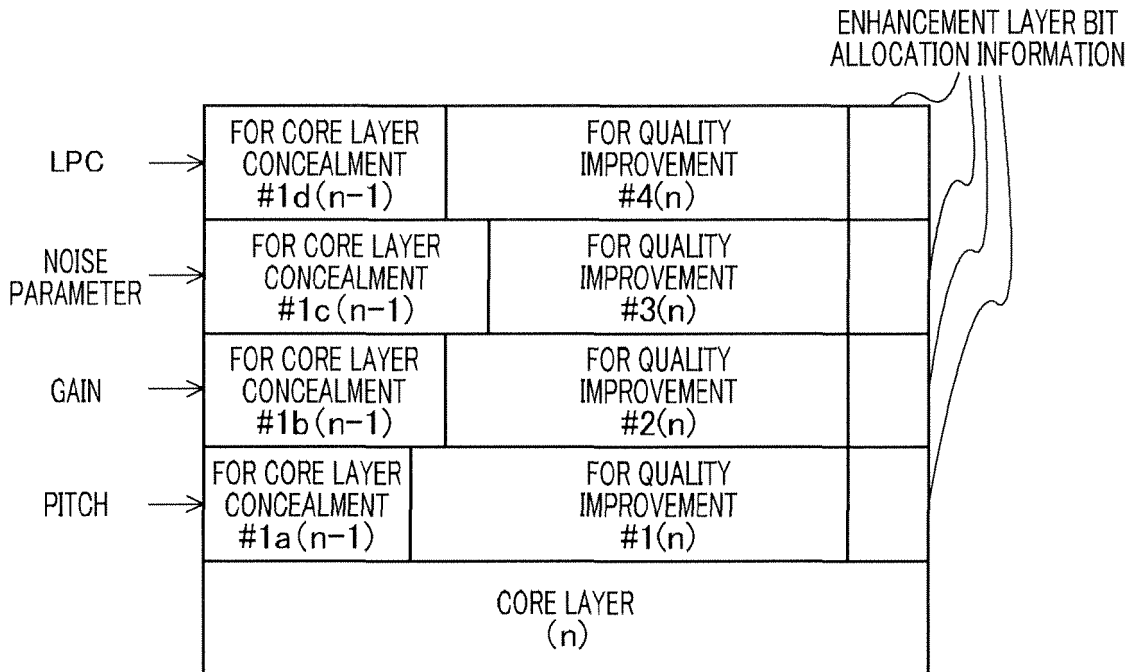 ENHANCEMENT LAYER BIT
ALLOCATION INFORMATION
LPC
FOR CORE LAYER
CONCEALMENT
#1d(n-1)
FOR QUALITY
IMPROVEMENT
#4(n)
NOISE
PARAMETER
FOR CORE LAYER
CONCEALMENT
#1c(n-1)
FOR QUALITY
IMPROVEMENT
#3(n)
GAIN
FOR CORE LAYER
CONCEALMENT
#1b(n-1)
FOR QUALITY
IMPROVEMENT
#2(n)
PITCH
FOR CORE LAYER
CONCEALMENT
#1a(n-1)
FOR QUALITY
IMPROVEMENT
#1(n)
CORE LAYER
(n)